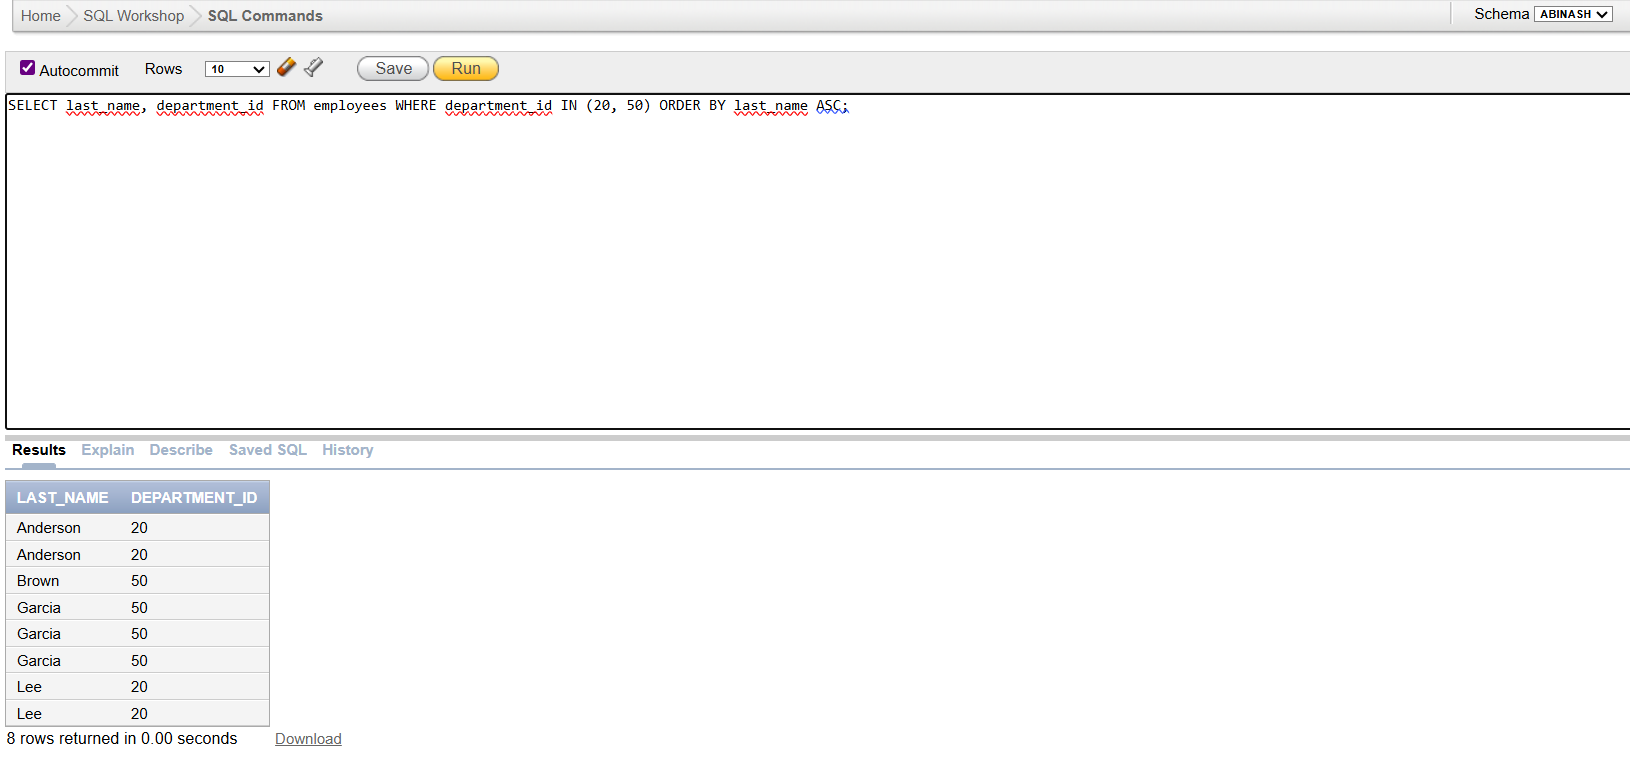 Home SQL Workshop SQL Commands Schema ABINASH
Autocommit Rows 10 Save Run
SELECT last_name, department_id FROM employees WHERE department_id IN (20, 50) ORDER BY last_name ASC;
Results Explain Describe Saved SQL History
LAST_NAME DEPARTMENT_ID
Anderson 20
Anderson 20
Brown 50
Garcia 50
Garcia 50
Garcia 50
Lee 20
Lee 20
8 rows returned in 0.00 seconds Download